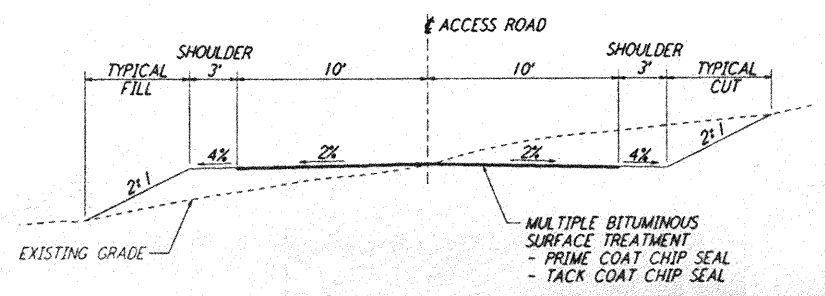 ℄ ACCESS ROAD
SHOULDER
SHOULDER
TYPICAL
FILL
3'
10'
10'
3'
TYPICAL
CUT
4%
2%
2%
4%
2:1
2:1
EXISTING GRADE
MULTIPLE BITUMINOUS
SURFACE TREATMENT
- PRIME COAT CHIP SEAL
- TACK COAT CHIP SEAL